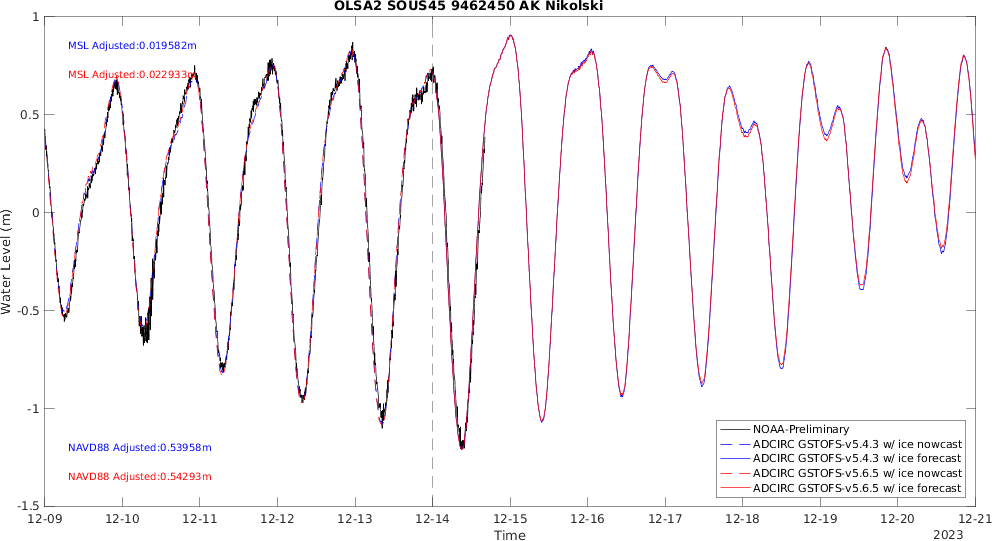 OLSA2 SOUS45 9462450 AK Nikolski
1
MSL Adjusted:0.019582m
MSL Adjusted:0.022933m
0.5
0
Water Level (m)
-0.5
-1
NAVD88 Adjusted:0.53958m
NAVD88 Adjusted:0.54293m
-1.5
NOAA-Preliminary
ADCIRC GSTOFS-v5.4.3 w/ ice nowcast
ADCIRC GSTOFS-v5.4.3 w/ ice forecast
ADCIRC GSTOFS-v5.6.5 w/ ice nowcast
ADCIRC GSTOFS-v5.6.5 w/ ice forecast
12-09 12-10 12-11 12-12 12-13 12-14 12-15 12-16 12-17 12-18 12-19 12-20 12-21
Time
2023